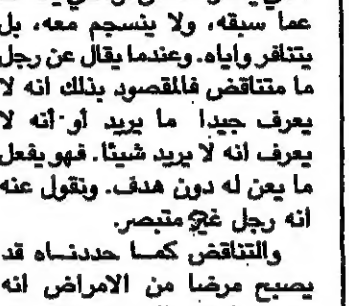 عما سبقه، ولا ينسجم معه، بل
يتنافر واياه. وعندما يقال عن رجل
ما متناقض فالمقصود بذلك انه لا
يعرف جيدا ما يريد أو أنه لا
يعرف انه لا يريد شيئا. فهو يفعل
ما يعن له دون هدف. ونقول عنه
انه رجل غير متبصر.
والتناقض كما حددناه قد
يصبح مرضا من الامراض انه